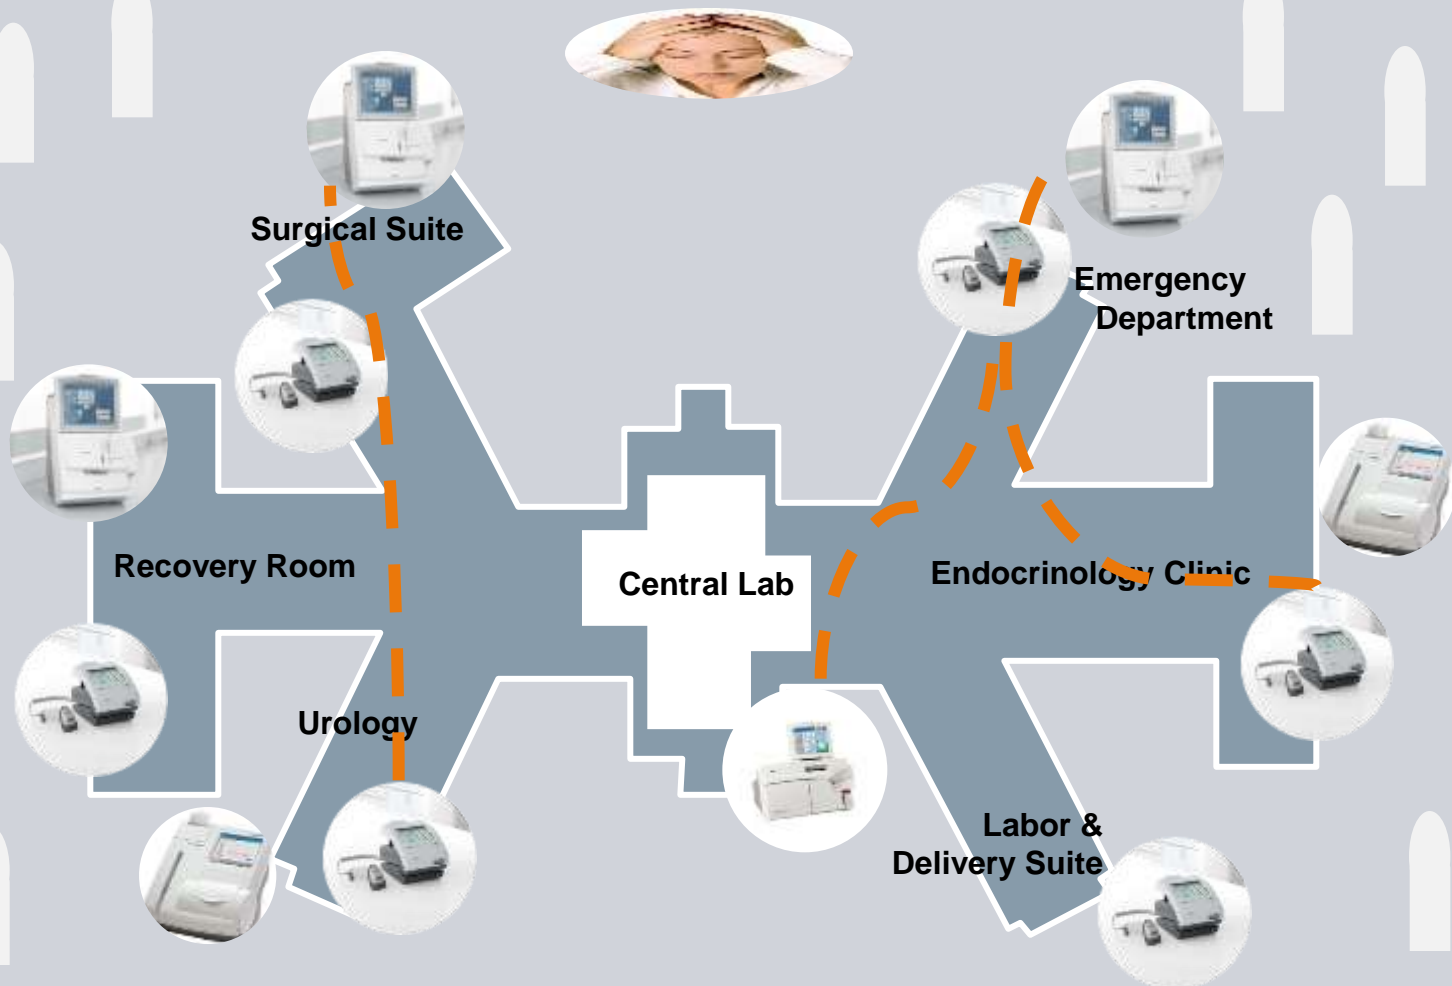 Surgical Suite
Emergency
Department
Recovery Room
Central Lab
Endocrinology Clinic
Urology
Labor &
Delivery Suite